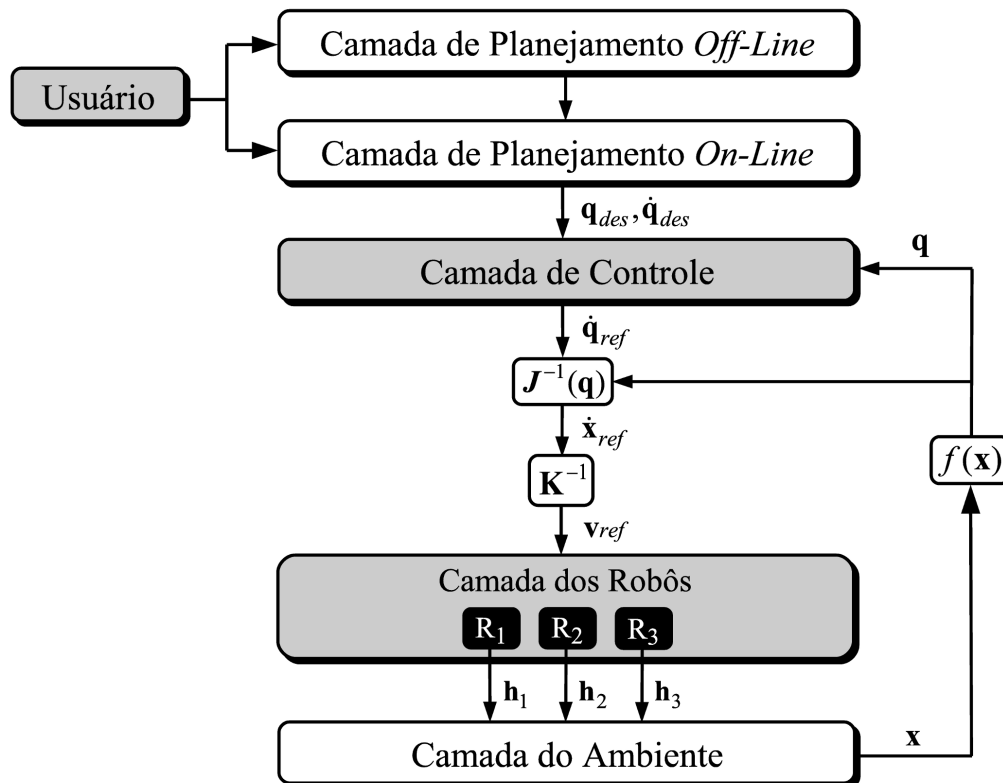 Camada de Planejamento Off-Line
Usuário
Camada de Planejamento On-Line
q_des, q̇_des
q
Camada de Controle
q̇_ref
J⁻¹(q)
ẋ_ref
f(x)
K⁻¹
v_ref
Camada dos Robôs
R₁ R₂ R₃
h₁ h₂ h₃
Camada do Ambiente
x